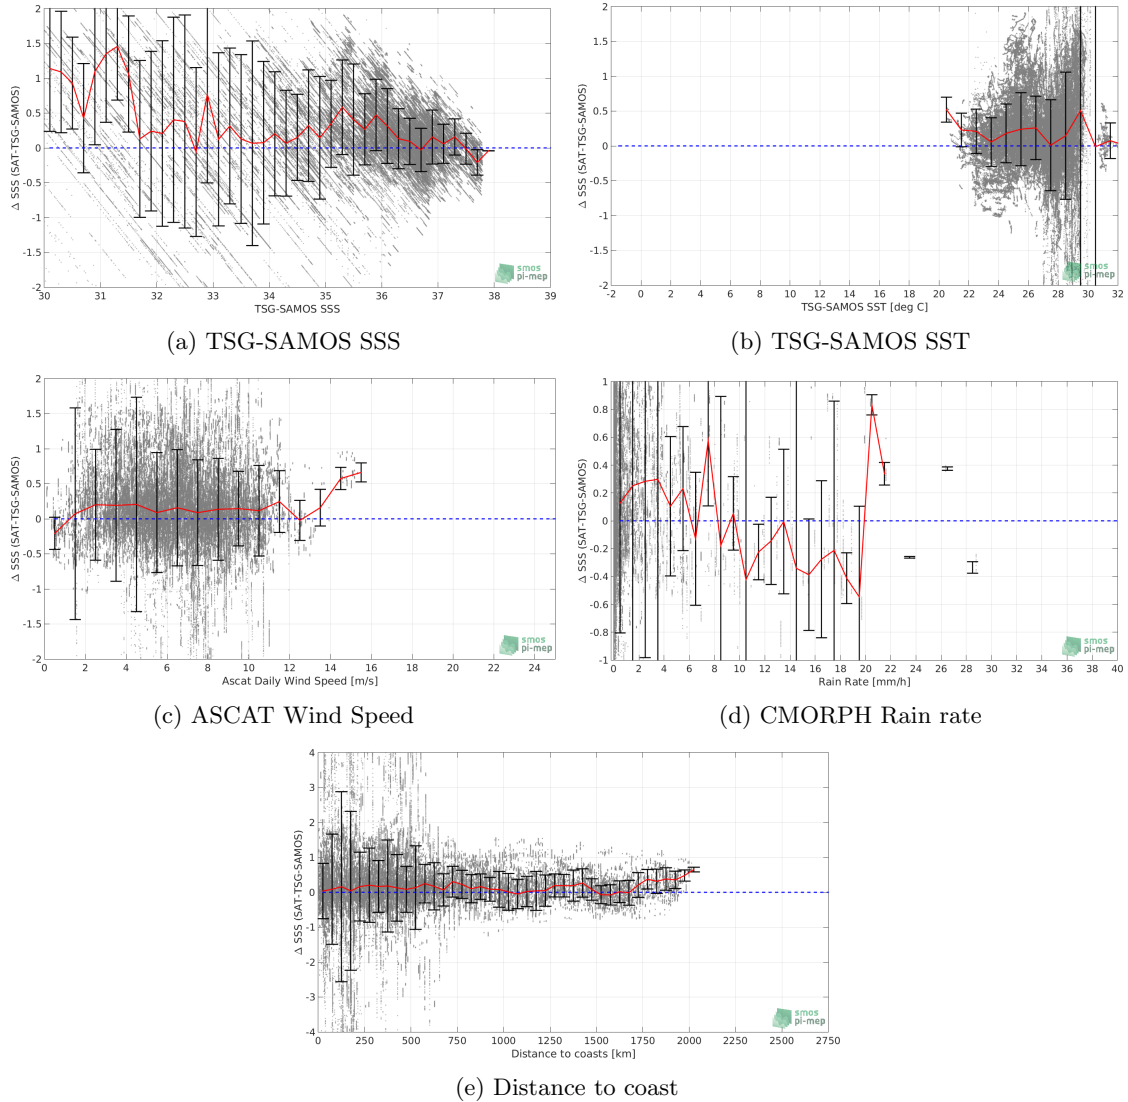 2
1.5
1
0.5
0
-0.5
-1
-1.5
-2
Δ SSS (SAT-TSG-SAMOS)
30 31 32 33 34 35 36 37 38 39
TSG-SAMOS SSS
smos
pi-mep
(a) TSG-SAMOS SSS
2
1.5
1
0.5
0
-0.5
-1
-1.5
-2
Δ SSS (SAT-TSG-SAMOS)
-2 0 2 4 6 8 10 12 14 16 18 20 22 24 26 28 30 32
TSG-SAMOS SST [deg C]
smos
pi-mep
(b) TSG-SAMOS SST
2
1.5
1
0.5
0
-0.5
-1
-1.5
-2
Δ SSS (SAT-TSG-SAMOS)
0 2 4 6 8 10 12 14 16 18 20 22 24
Ascat Daily Wind Speed [m/s]
smos
pi-mep
(c) ASCAT Wind Speed
1
0.8
0.6
0.4
0.2
0
-0.2
-0.4
-0.6
-0.8
-1
Δ SSS (SAT-TSG-SAMOS)
0 2 4 6 8 10 12 14 16 18 20 22 24 26 28 30 32 34 36 38 40
Rain Rate [mm/h]
smos
pi-mep
(d) CMORPH Rain rate
4
3
2
1
0
-1
-2
-3
-4
Δ SSS (SAT-TSG-SAMOS)
0 250 500 750 1000 1250 1500 1750 2000 2250 2500 2750
Distance to coasts [km]
smos
pi-mep
(e) Distance to coast